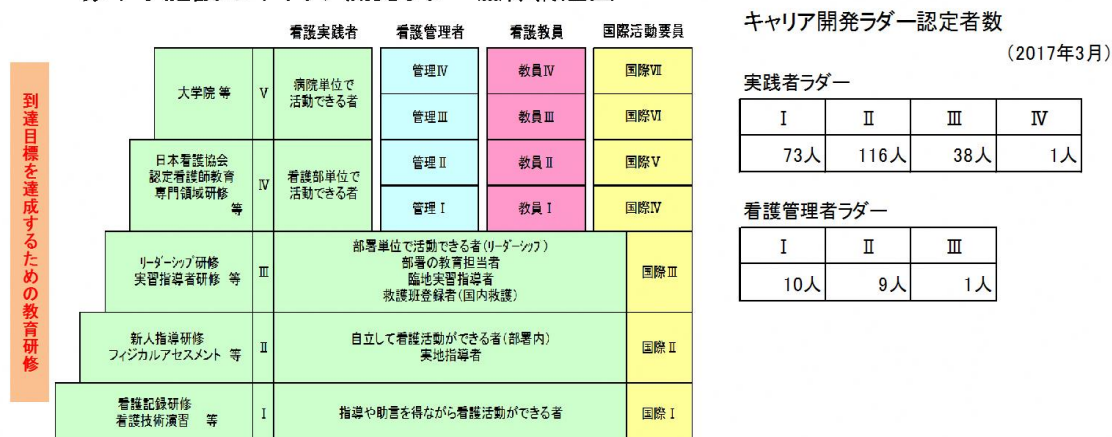 看護実践者 看護管理者 看護教員 国際活動要員
到達目標を達成するための教育研修
大学院 等 Ⅴ
病院単位で
活動できる者
管理Ⅳ 教員Ⅳ 国際Ⅶ
管理Ⅲ 教員Ⅲ 国際Ⅵ
日本看護協会
認定看護師教育
専門領域研修
等
Ⅳ
看護部単位で
活動できる者
管理Ⅱ 教員Ⅱ 国際Ⅴ
管理Ⅰ 教員Ⅰ 国際Ⅳ
リーダーシップ研修
実習指導者研修 等
Ⅲ
部署単位で活動できる者(リーダーシップ)
部署の教育担当者
臨地実習指導者
救護班登録者(国内救護)
国際Ⅲ
新人指導研修
フィジカルアセスメント 等
Ⅱ
自立して看護活動ができる者(部署内)
実地指導者
国際Ⅱ
看護記録研修
看護技術演習 等
Ⅰ
指導や助言を得ながら看護活動ができる者
国際Ⅰ
キャリア開発ラダー認定者数
(2017年3月)
実践者ラダー
Ⅰ Ⅱ Ⅲ Ⅳ
73人 116人 38人 1人
看護管理者ラダー
Ⅰ Ⅱ Ⅲ
10人 9人 1人